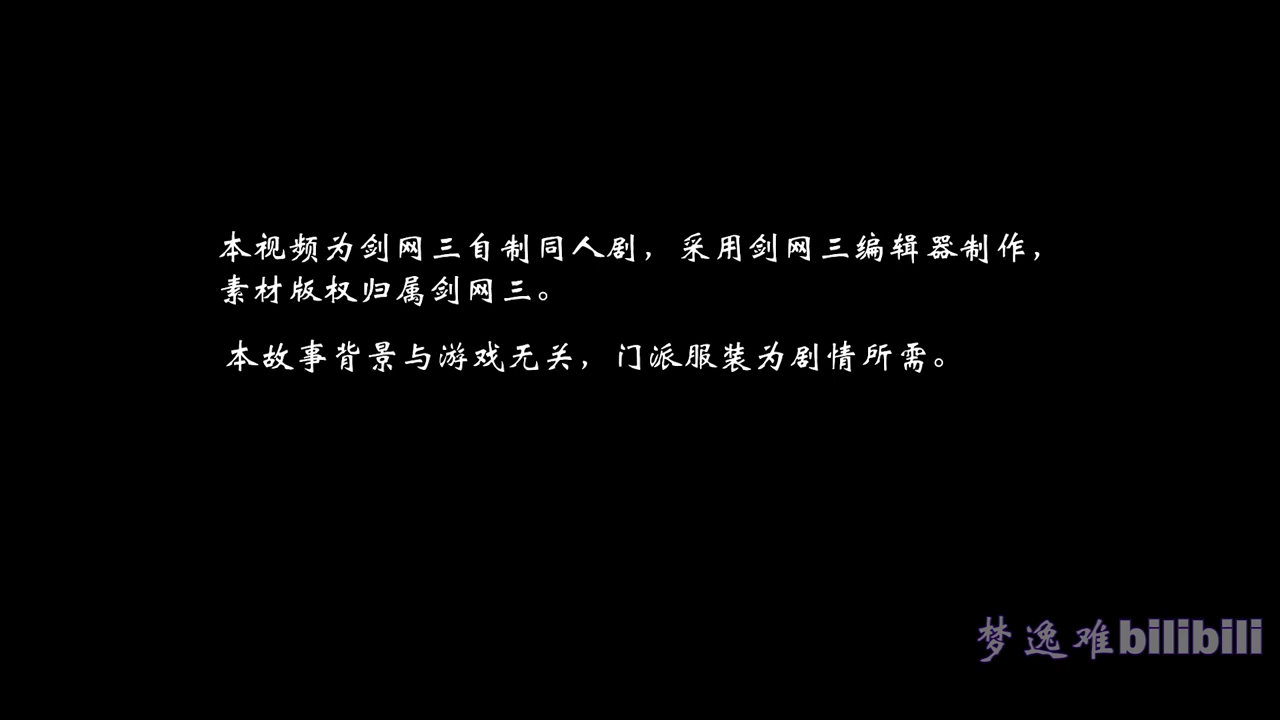 本视频为剑网三自制同人剧，采用剑网三编辑器制作，
素材版权归属剑网三。
本故事背景与游戏无关，门派服装为剧情所需。
梦逸难bilibili